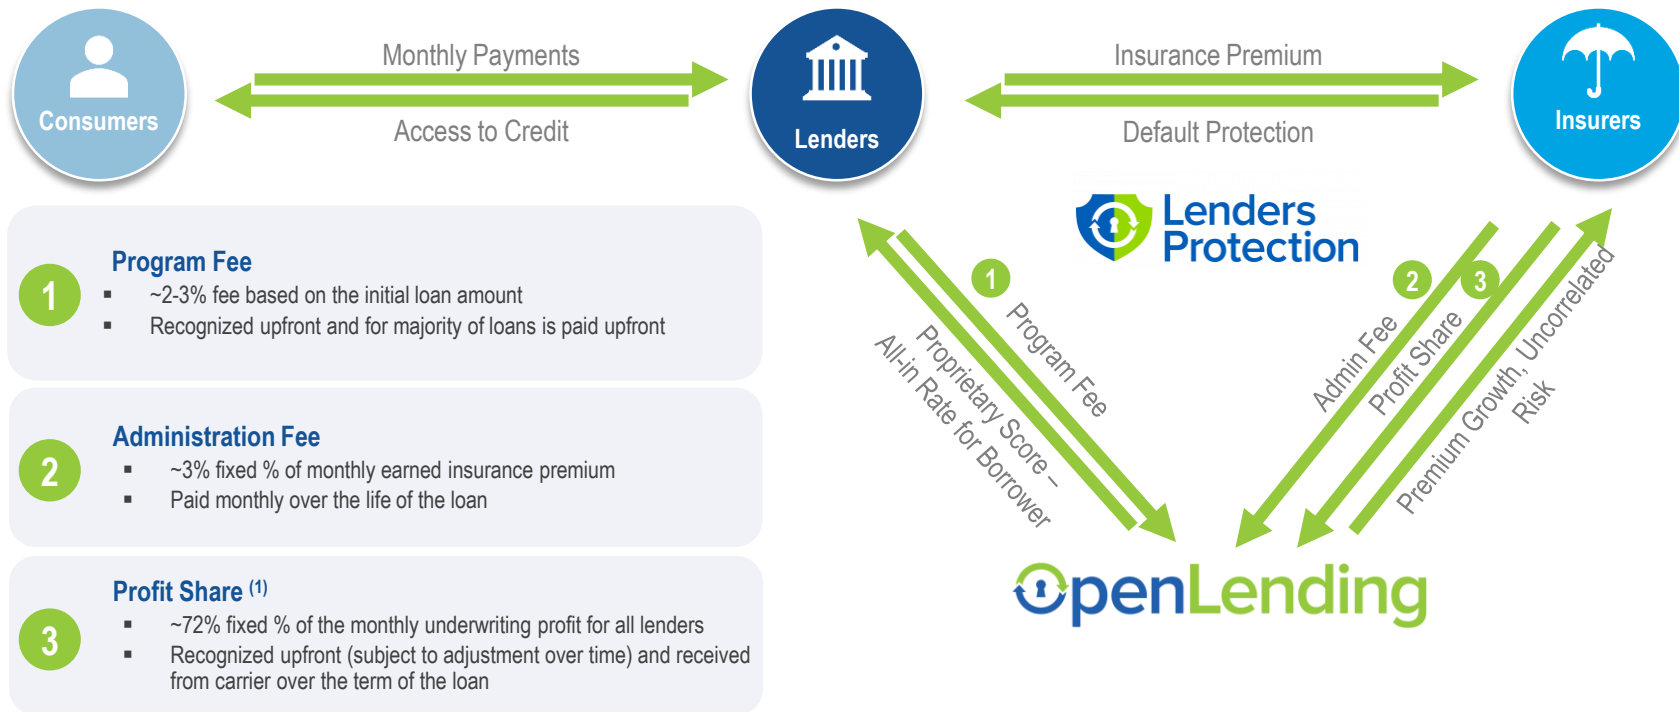 Consumers
Monthly Payments
Access to Credit
Lenders
Insurance Premium
Default Protection
Insurers
Lenders
Protection
1
Program Fee
▪ ~2-3% fee based on the initial loan amount
▪ Recognized upfront and for majority of loans is paid upfront
2
Administration Fee
▪ ~3% fixed % of monthly earned insurance premium
▪ Paid monthly over the life of the loan
3
Profit Share (1)
▪ ~72% fixed % of the monthly underwriting profit for all lenders
▪ Recognized upfront (subject to adjustment over time) and received
from carrier over the term of the loan
1
Program Fee
Proprietary Score –
All-in Rate for Borrower
2
Admin Fee
3
Profit Share
Premium Growth, Uncorrelated
Risk
OpenLending